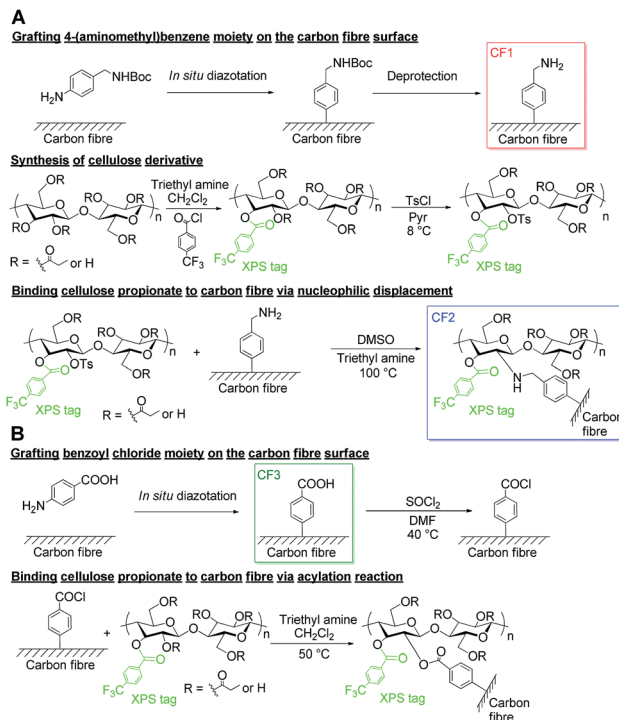 A
Grafting 4-(aminomethyl)benzene moiety on the carbon fibre surface
CF1
NHBoc
H2N
In situ diazotation
NHBoc
Deprotection
NH2
Carbon fibre
Carbon fibre
Carbon fibre
Synthesis of cellulose derivative
OR RO OR
O O O
RO OR OR n
R = O or H
Triethyl amine
CH2Cl2
O Cl
CF3
OR RO OR
O O O
O OR OR n
O
F3C
XPS tag
TsCl
Pyr
8 °C
OR RO OR
O O O
O OTs OR n
O
F3C
XPS tag
Binding cellulose propionate to carbon fibre via nucleophilic displacement
OR RO OR
O O O
O OTs OR n
O
F3C
XPS tag
R = O or H
+
NH2
Carbon fibre
DMSO
Triethyl amine
100 °C
CF2
OR RO OR
O O O
O HN OR n
O
F3C
XPS tag
Carbon
fibre
B
Grafting benzoyl chloride moiety on the carbon fibre surface
COOH
H2N
Carbon fibre
In situ diazotation
CF3
COOH
Carbon fibre
SOCl2
DMF
40 °C
COCl
Carbon fibre
Binding cellulose propionate to carbon fibre via acylation reaction
COCl
Carbon fibre
+
OR RO OR
O O O
O OR OR n
O
F3C
XPS tag
R = O or H
Triethyl amine
CH2Cl2
50 °C
OR RO OR
O O O
O O OR n
O O
F3C
XPS tag
Carbon
fibre